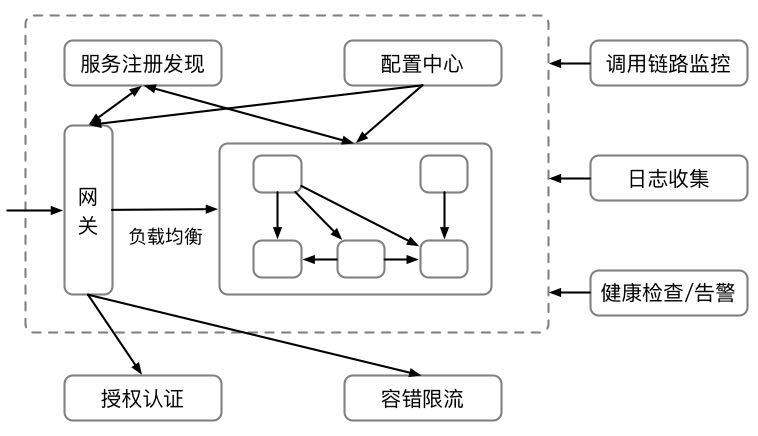 服务注册发现
配置中心
调用链路监控
网
关
负载均衡
日志收集
健康检查/告警
授权认证
容错限流